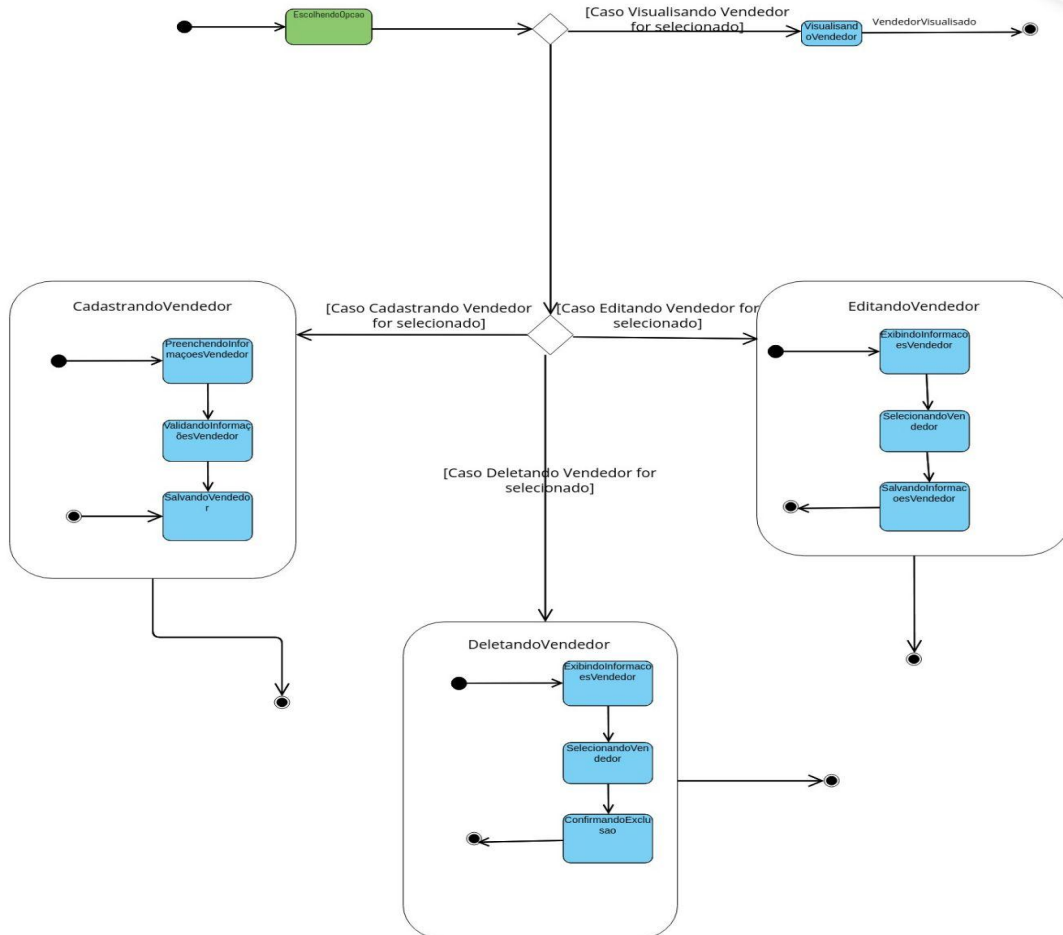 EscolhendoOpcao
[Caso Visualisando Vendedor
for selecionado]
Visualisand
oVendedor
VendedorVisualisado
CadastrandoVendedor
[Caso Cadastrando Vendedor
for selecionado]
[Caso Editando Vendedor for
selecionado]
EditandoVendedor
PreenchendoInfor
maçoesVendedor
ValidandoInformaç
õesVendedor
SalvandoVendedo
r
ExibindoInformaco
esVendedor
SelecionandoVen
dedor
SalvandoInformac
oesVendedor
[Caso Deletando Vendedor for
selecionado]
DeletandoVendedor
ExibindoInformaco
esVendedor
SelecionandoVen
dedor
ConfirmandoExclu
sao